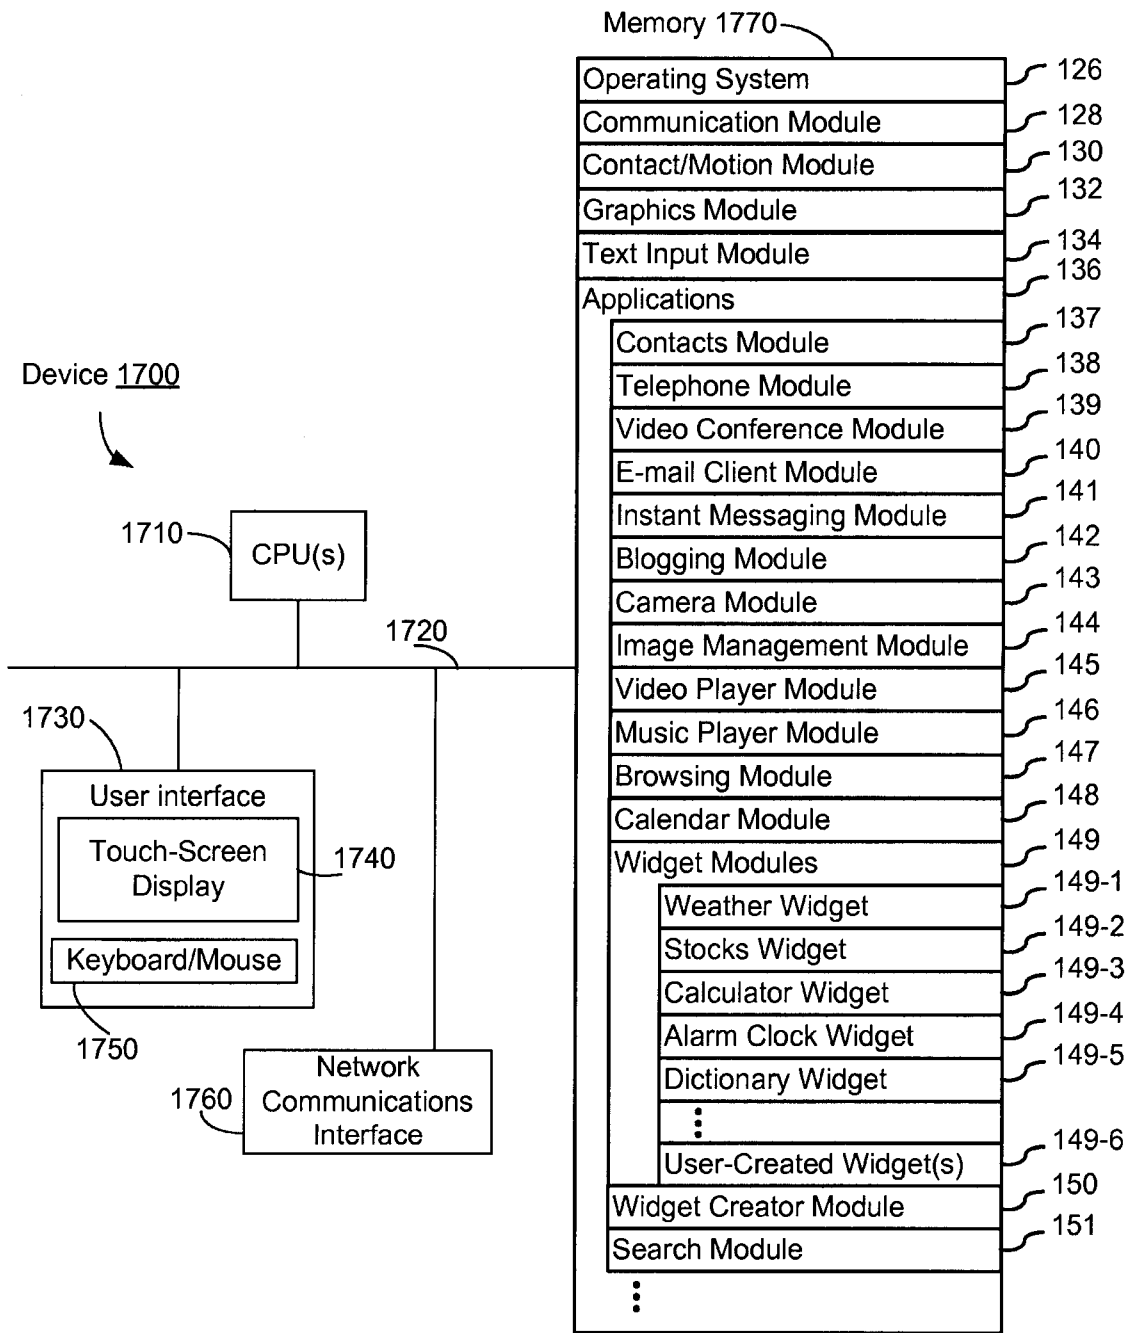 Memory 1770
Operating System 126
Communication Module 128
Contact/Motion Module 130
Graphics Module 132
Text Input Module 134
Applications 136
Contacts Module 137
Telephone Module 138
Video Conference Module 139
E-mail Client Module 140
Instant Messaging Module 141
Blogging Module 142
Camera Module 143
Image Management Module 144
Video Player Module 145
Music Player Module 146
Browsing Module 147
Calendar Module 148
Widget Modules 149
Weather Widget 149-1
Stocks Widget 149-2
Calculator Widget 149-3
Alarm Clock Widget 149-4
Dictionary Widget 149-5
User-Created Widget(s) 149-6
Widget Creator Module 150
Search Module 151
Device 1700
1710
CPU(s)
1720
1730
User interface
Touch-Screen
Display
1740
Keyboard/Mouse
1750
1760
Network
Communications
Interface